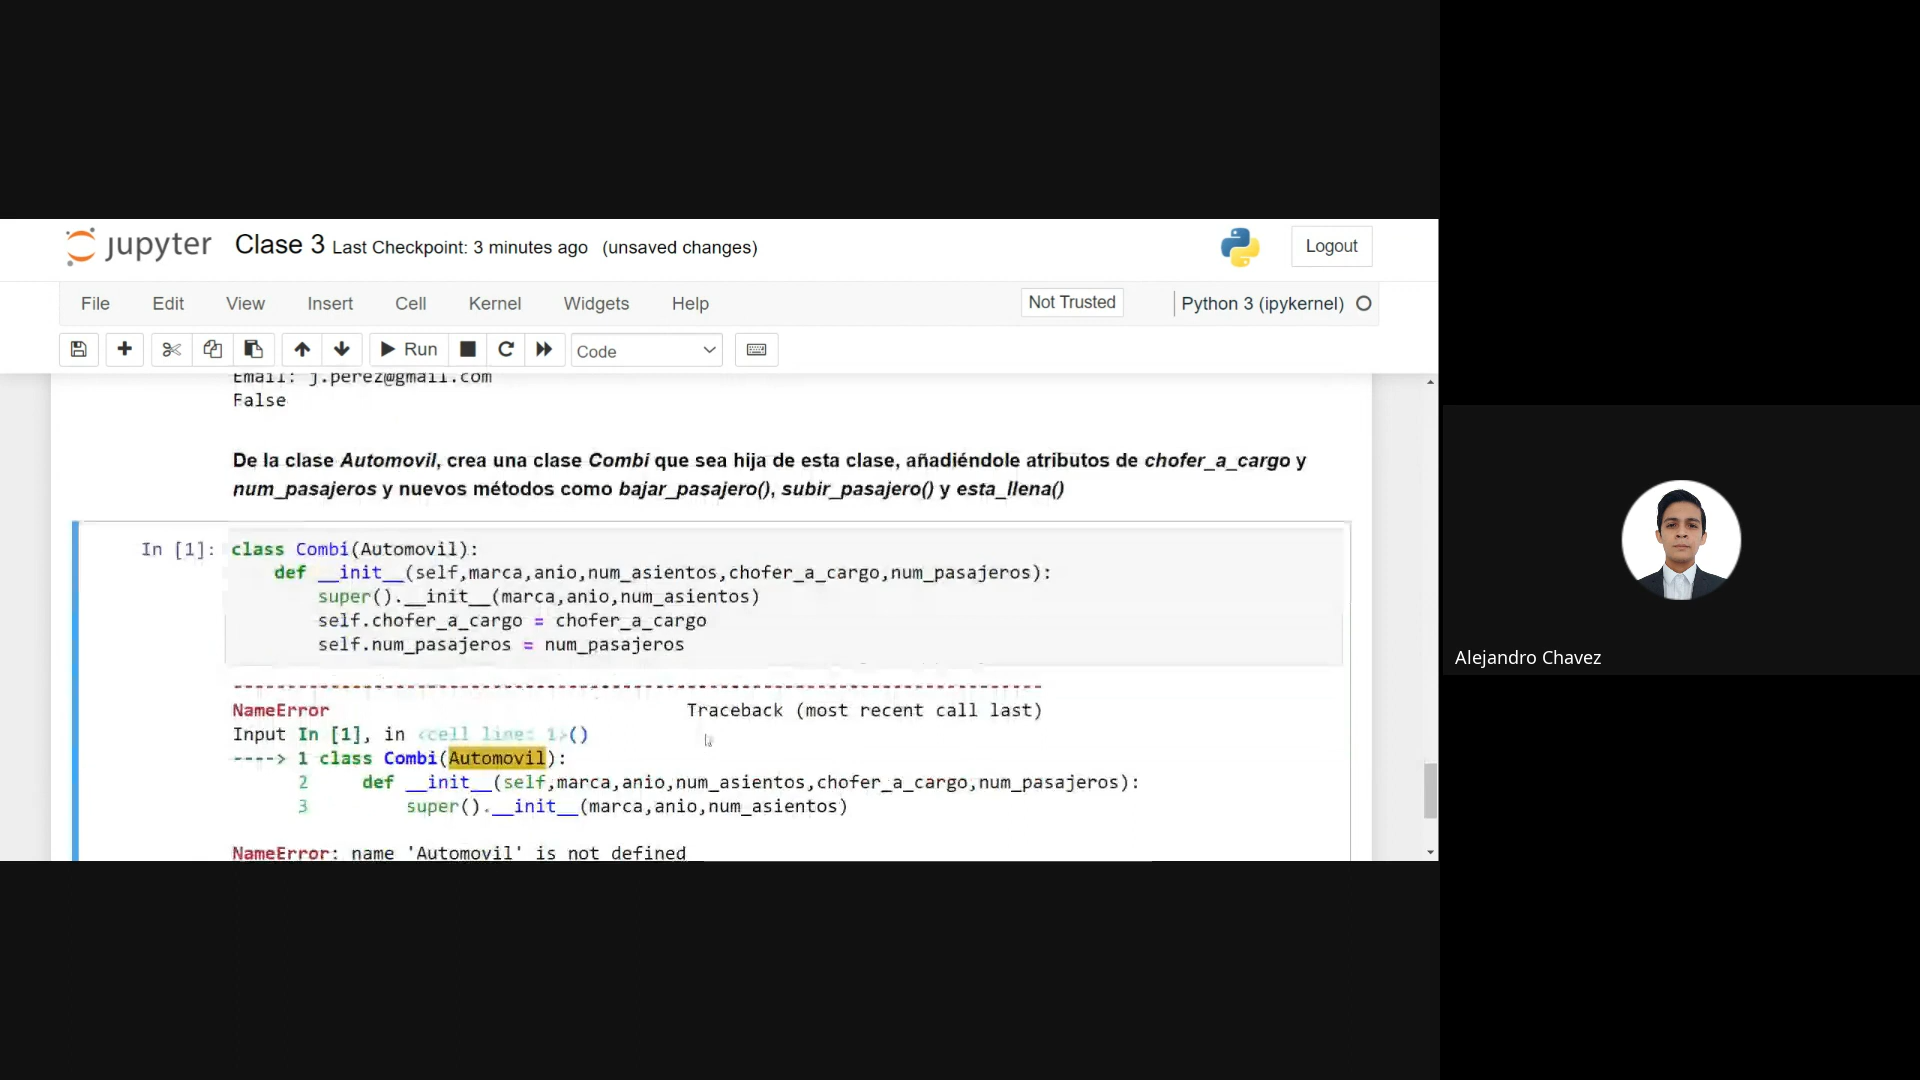 jupyter Clase 3 Last Checkpoint: 3 minutes ago (unsaved changes)
Logout
File Edit View Insert Cell Kernel Widgets Help
Not Trusted
Python 3 (ipykernel)
Run
Code
Email: j.perez@gmail.com
False
De la clase Automovil, crea una clase Combi que sea hija de esta clase, añadiéndole atributos de chofer_a_cargo y
num_pasajeros y nuevos métodos como bajar_pasajero(), subir_pasajero() y esta_llena()
In [1]: class Combi(Automovil):
def __init__(self,marca,anio,num_asientos,chofer_a_cargo,num_pasajeros):
super().__init__(marca,anio,num_asientos)
self.chofer_a_cargo = chofer_a_cargo
self.num_pasajeros = num_pasajeros
---------------------------------------------------------------------------
NameError Traceback (most recent call last)
Input In [1], in <cell line: 1>()
----> 1 class Combi(Automovil):
2 def __init__(self,marca,anio,num_asientos,chofer_a_cargo,num_pasajeros):
3 super().__init__(marca,anio,num_asientos)
NameError: name 'Automovil' is not defined
Alejandro Chavez